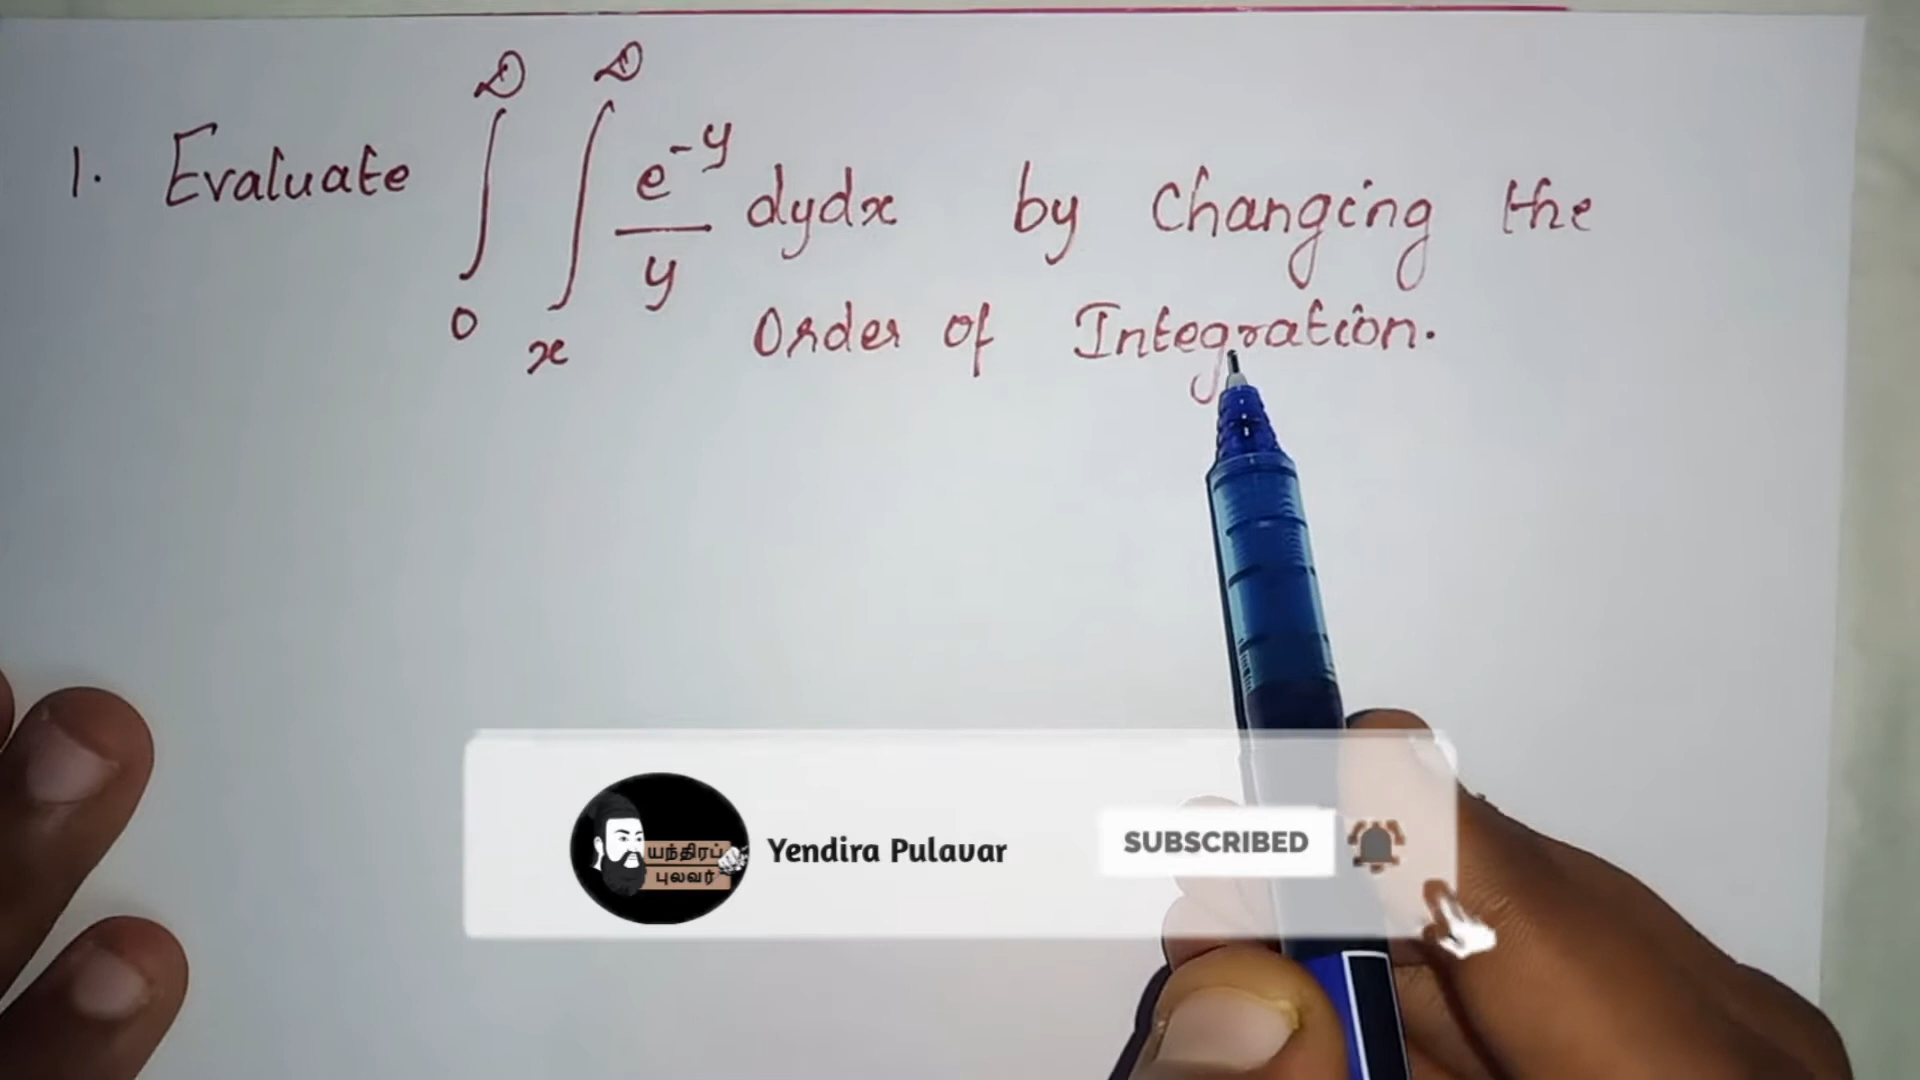 1. Evaluate ∫₀^∞ ∫ₓ^∞ e^{-y}/y dydx by changing the
Order of Integration.
யந்திரப்
புலவர்
Yendira Pulavar
SUBSCRIBED